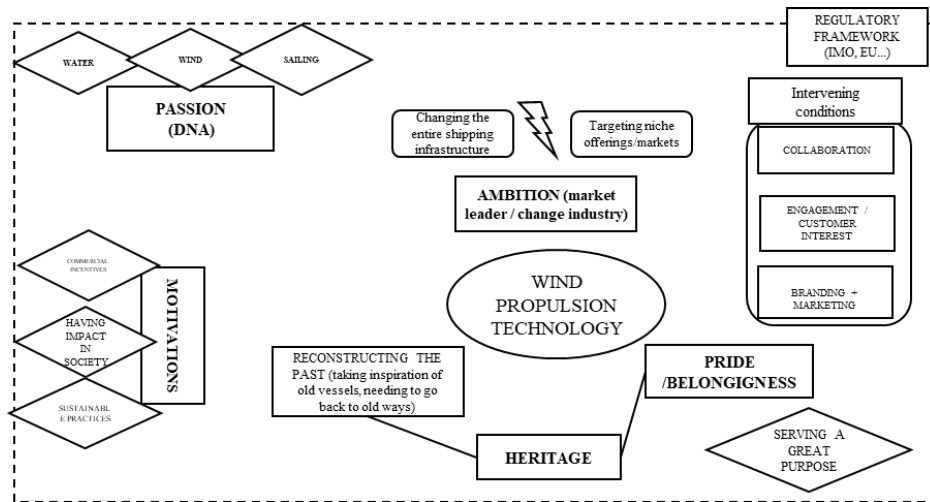 REGULATORY
FRAMEWORK
(IMO, EU...)
WATER
WIND
SAILING
PASSION
(DNA)
Changing the
entire shipping
infrastructure
Targeting niche
offerings/markets
Intervening
conditions
COLLABORATION
ENGAGEMENT /
CUSTOMER
INTEREST
BRANDING +
MARKETING
AMBITION (market
leader / change industry)
COMMERCIAL
INCENTIVES
HAVING
IMPACT
IN
SOCIETY
SUSTAINABL
E PRACTICES
MOTIVATIONS
WIND
PROPULSION
TECHNOLOGY
RECONSTRUCTING THE
PAST (taking inspiration of
old vessels, needing to go
back to old ways)
PRIDE
/BELONGIGNESS
HERITAGE
SERVING A
GREAT
PURPOSE